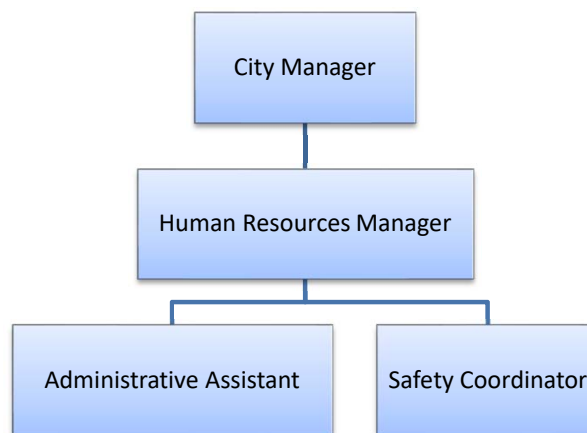 City Manager
Human Resources Manager
Administrative Assistant
Safety Coordinator